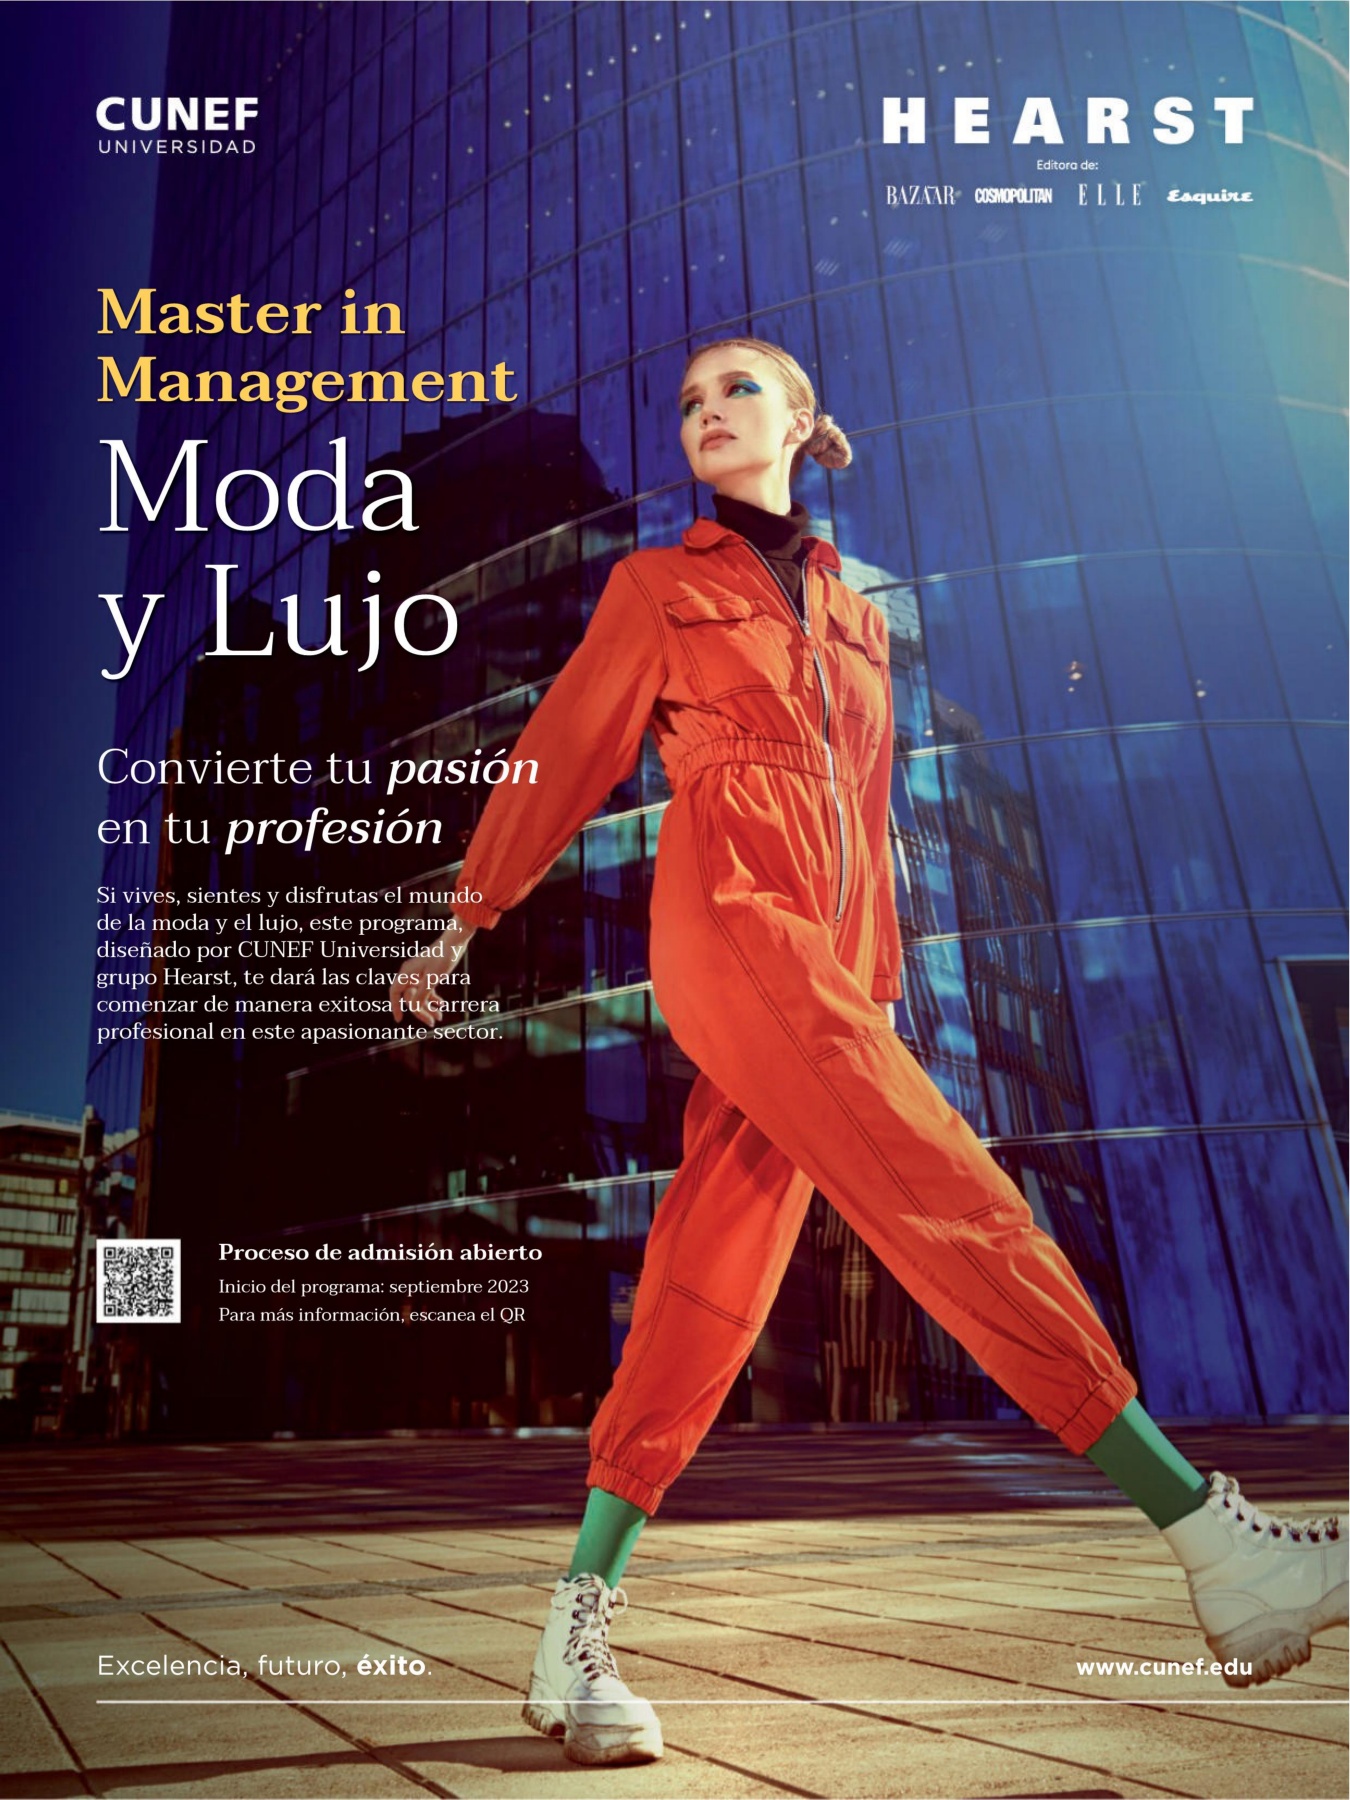 CUNEF
UNIVERSIDAD
HEARST
Editora de:
BAZAAR COSMOPOLITAN ELLE Esquire
Master in
Management
Moda
y Lujo
Convierte tu pasión
en tu profesión
Si vives, sientes y disfrutas el mundo
de la moda y el lujo, este programa,
diseñado por CUNEF Universidad y
grupo Hearst, te dará las claves para
comenzar de manera exitosa tu carrera
profesional en este apasionante sector.
Proceso de admisión abierto
Inicio del programa: septiembre 2023
Para más información, escanea el QR
Excelencia, futuro, éxito.
www.cunef.edu